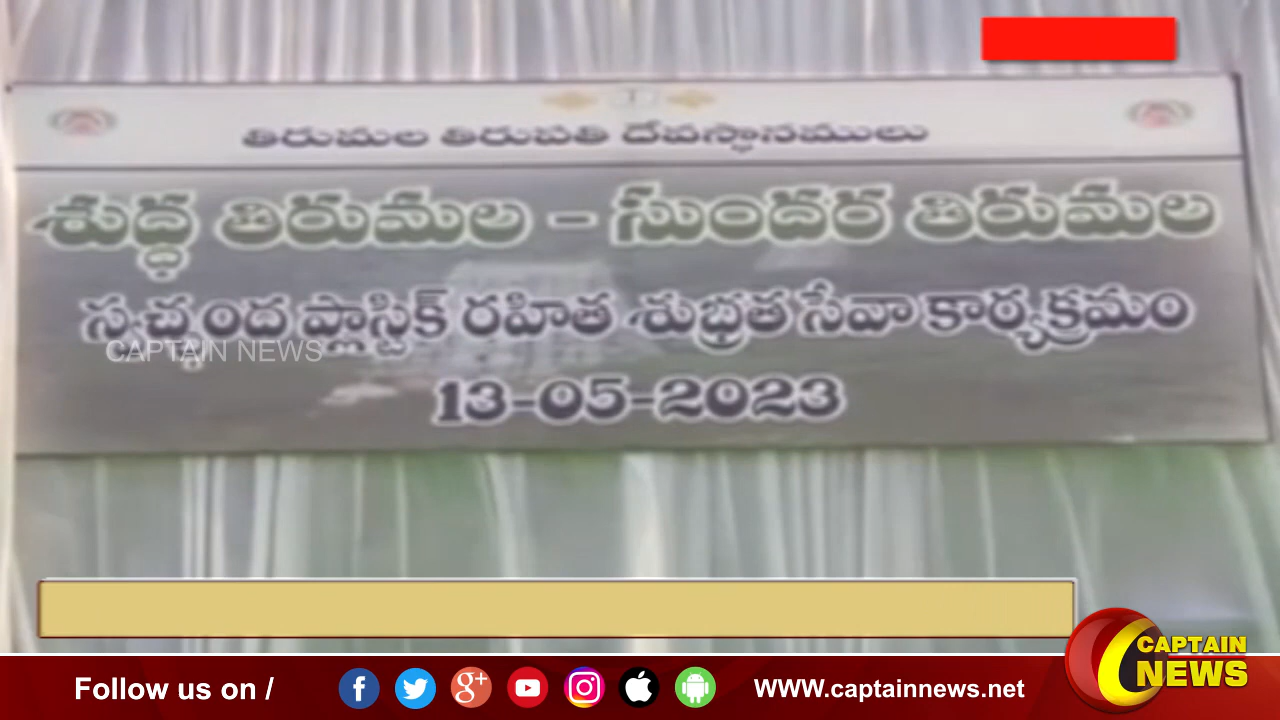 తిరుమల తిరుపతి దేవస్థానములు
శుద్ధ తిరుమల - సుందర తిరుమల
స్వచ్ఛంద ప్లాస్టిక్ రహిత శుభ్రత సేవా కార్యక్రమం
CAPTAIN NEWS
13-05-2023
CAPTAIN
NEWS
Follow us on /
WWW.captainnews.net